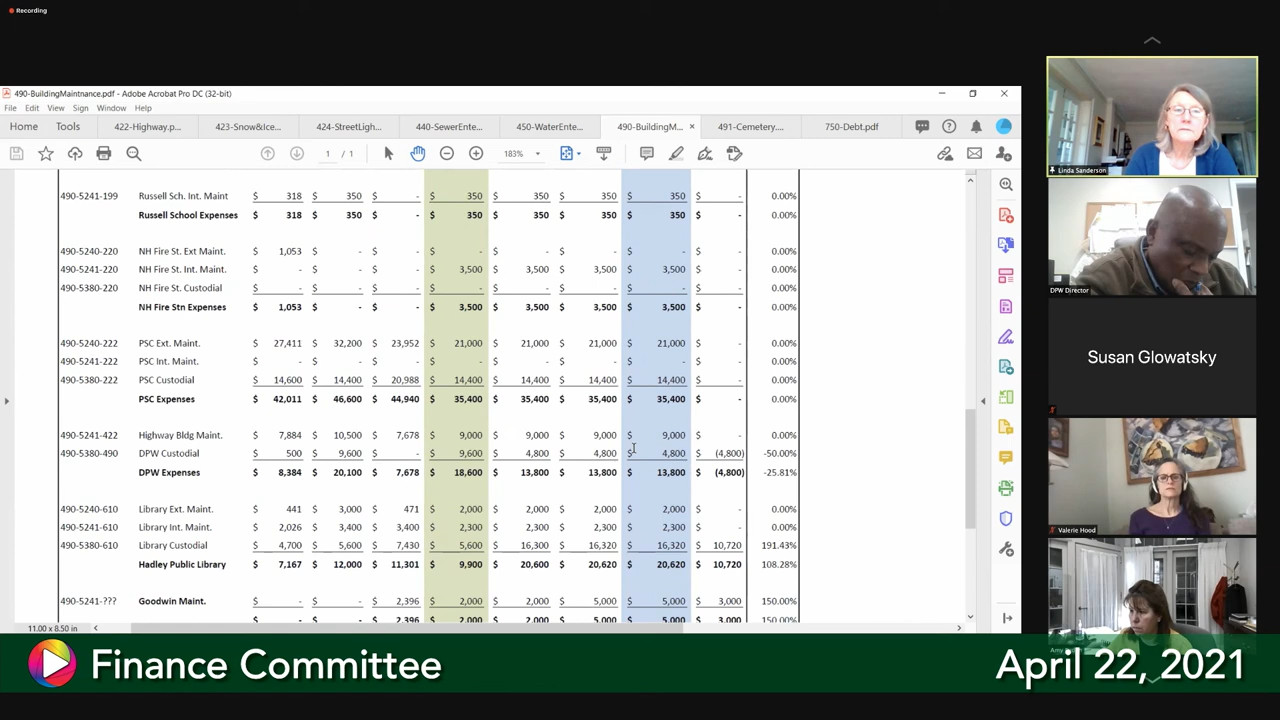 Recording
490-BuildingMaintnance.pdf - Adobe Acrobat Pro DC (32-bit)
File Edit View Sign Window Help
Home Tools 422-Highway.p... 423-Snow&Ice... 424-StreetLigh... 440-SewerEnte... 450-WaterEnte... 490-BuildingM... × 491-Cemetery.... 750-Debt.pdf
1 / 1 183%
490-5241-199 Russell Sch. Int. Maint $ 318 $ 350 $ - $ 350 $ 350 $ 350 $ 350 $ - 0.00%
Russell School Expenses $ 318 $ 350 $ - $ 350 $ 350 $ 350 $ 350 $ - 0.00%
490-5240-220 NH Fire St. Ext Maint. $ 1,053 $ - $ - $ - $ - $ - $ - $ - 0.00%
490-5241-220 NH Fire St. Int. Maint. $ - $ - $ - $ 3,500 $ 3,500 $ 3,500 $ 3,500 $ - 0.00%
490-5380-220 NH Fire St. Custodial $ - $ - $ - $ - $ - $ - $ - $ - 0.00%
NH Fire Stn Expenses $ 1,053 $ - $ - $ 3,500 $ 3,500 $ 3,500 $ 3,500 $ - 0.00%
490-5240-222 PSC Ext. Maint. $ 27,411 $ 32,200 $ 23,952 $ 21,000 $ 21,000 $ 21,000 $ 21,000 $ - 0.00%
490-5241-222 PSC Int. Maint. $ - $ - $ - $ - $ - $ - $ - $ - 0.00%
490-5380-222 PSC Custodial $ 14,600 $ 14,400 $ 20,988 $ 14,400 $ 14,400 $ 14,400 $ 14,400 $ - 0.00%
PSC Expenses $ 42,011 $ 46,600 $ 44,940 $ 35,400 $ 35,400 $ 35,400 $ 35,400 $ - 0.00%
490-5241-422 Highway Bldg Maint. $ 7,884 $ 10,500 $ 7,678 $ 9,000 $ 9,000 $ 9,000 $ 9,000 $ - 0.00%
490-5380-490 DPW Custodial $ 500 $ 9,600 $ - $ 9,600 $ 4,800 $ 4,800 $ 4,800 $ (4,800) -50.00%
DPW Expenses $ 8,384 $ 20,100 $ 7,678 $ 18,600 $ 13,800 $ 13,800 $ 13,800 $ (4,800) -25.81%
490-5240-610 Library Ext. Maint. $ 441 $ 3,000 $ 471 $ 2,000 $ 2,000 $ 2,000 $ 2,000 $ - 0.00%
490-5241-610 Library Int. Maint. $ 2,026 $ 3,400 $ 3,400 $ 2,300 $ 2,300 $ 2,300 $ 2,300 $ - 0.00%
490-5380-610 Library Custodial $ 4,700 $ 5,600 $ 7,430 $ 5,600 $ 16,300 $ 16,320 $ 16,320 $ 10,720 191.43%
Hadley Public Library $ 7,167 $ 12,000 $ 11,301 $ 9,900 $ 20,600 $ 20,620 $ 20,620 $ 10,720 108.28%
490-5241-??? Goodwin Maint. $ - $ - $ 2,396 $ 2,000 $ 2,000 $ 5,000 $ 5,000 $ 3,000 150.00%
$ - $ - $ 2,396 $ 2,000 $ 2,000 $ 5,000 $ 5,000 $ 3,000 150.00%
11.00 x 8.50 in
Linda Sanderson
DPW Director
Susan Glowatsky
Valerie Hood
Amy
Finance Committee
April 22, 2021